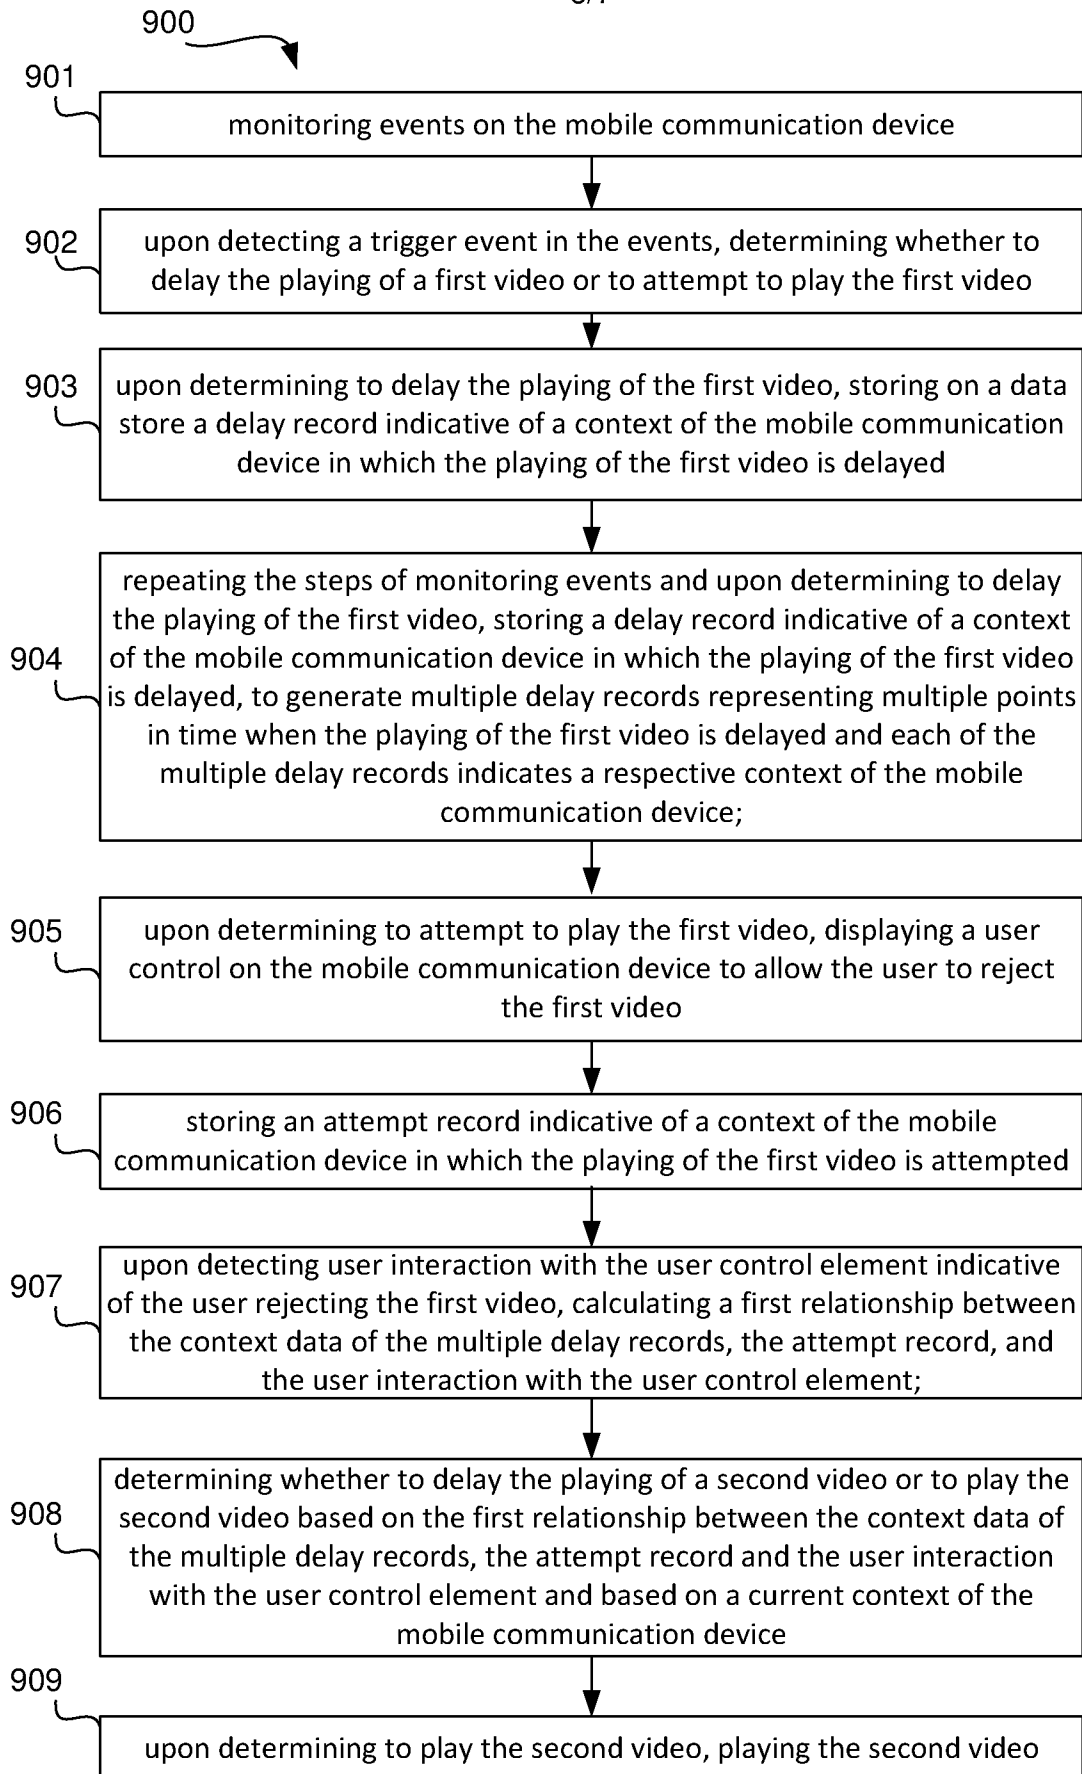 900
901
monitoring events on the mobile communication device
902
upon detecting a trigger event in the events, determining whether to
delay the playing of a first video or to attempt to play the first video
903
upon determining to delay the playing of the first video, storing on a data
store a delay record indicative of a context of the mobile communication
device in which the playing of the first video is delayed
904
repeating the steps of monitoring events and upon determining to delay
the playing of the first video, storing a delay record indicative of a context
of the mobile communication device in which the playing of the first video
is delayed, to generate multiple delay records representing multiple points
in time when the playing of the first video is delayed and each of the
multiple delay records indicates a respective context of the mobile
communication device;
905
upon determining to attempt to play the first video, displaying a user
control on the mobile communication device to allow the user to reject
the first video
906
storing an attempt record indicative of a context of the mobile
communication device in which the playing of the first video is attempted
907
upon detecting user interaction with the user control element indicative
of the user rejecting the first video, calculating a first relationship between
the context data of the multiple delay records, the attempt record, and
the user interaction with the user control element;
908
determining whether to delay the playing of a second video or to play the
second video based on the first relationship between the context data of
the multiple delay records, the attempt record and the user interaction
with the user control element and based on a current context of the
mobile communication device
909
upon determining to play the second video, playing the second video